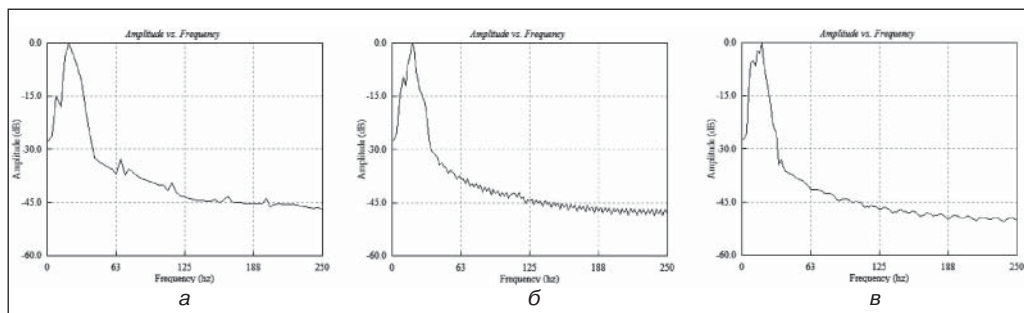 Amplitude vs. Frequency
0.0
-15.0
-30.0
-45.0
-60.0
Amplitude (dB)
0
63
125
188
250
Frequency (hz)
а
Amplitude vs. Frequency
0.0
-15.0
-30.0
-45.0
-60.0
Amplitude (dB)
0
63
125
188
250
Frequency (hz)
б
Amplitude vs. Frequency
0.0
-15.0
-30.0
-45.0
-60.0
Amplitude (dB)
0
63
125
188
250
Frequency (hz)
в